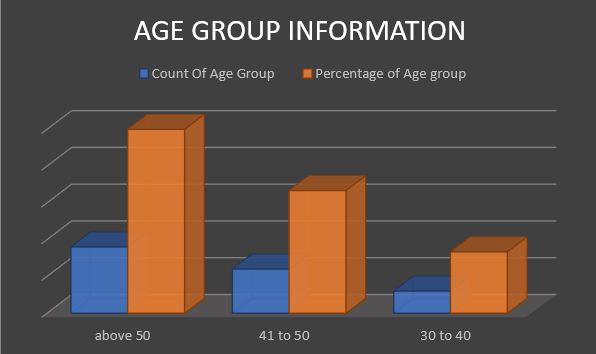 AGE GROUP INFORMATION
Count Of Age Group Percentage of Age group
above 50 41 to 50 30 to 40